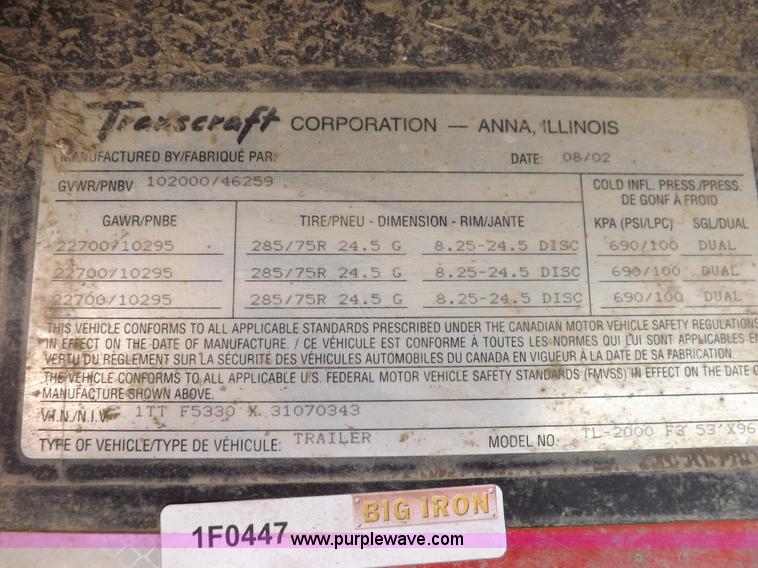 Transcraft CORPORATION — ANNA, ILLINOIS
MANUFACTURED BY/FABRIQUÉ PAR: DATE: 08/02
GVWR/PNBV 102000/46259
COLD INFL. PRESS./PRESS.
DE GONF À FROID
GAWR/PNBE TIRE/PNEU - DIMENSION - RIM/JANTE KPA (PSI/LPC) SGL/DUAL
22700/10295 285/75R 24.5 G 8.25-24.5 DISC 690/100 DUAL
22700/10295 285/75R 24.5 G 8.25-24.5 DISC 690/100 DUAL
22700/10295 285/75R 24.5 G 8.25-24.5 DISC 690/100 DUAL
THIS VEHICLE CONFORMS TO ALL APPLICABLE STANDARDS PRESCRIBED UNDER THE CANADIAN MOTOR VEHICLE SAFETY REGULATIONS
IN EFFECT ON THE DATE OF MANUFACTURE. / CE VÉHICULE EST CONFORME À TOUTES LES NORMES QUI LUI SONT APPLICABLES EN
VERTU DU RÈGLEMENT SUR LA SÉCURITÉ DES VÉHICULES AUTOMOBILES DU CANADA EN VIGUEUR À LA DATE DE SA FABRICATION.
THE VEHICLE CONFORMS TO ALL APPLICABLE U.S. FEDERAL MOTOR VEHICLE SAFETY STANDARDS (FMVSS) IN EFFECT ON THE DATE O
MANUFACTURE SHOWN ABOVE.
V.I.N./N.I.V. 1TT F5330 X 31070343
TYPE OF VEHICLE/TYPE DE VÉHICULE: TRAILER MODEL NO: TL-2000 F3 53'X96
1F0447 BIG IRON
www.purplewave.com